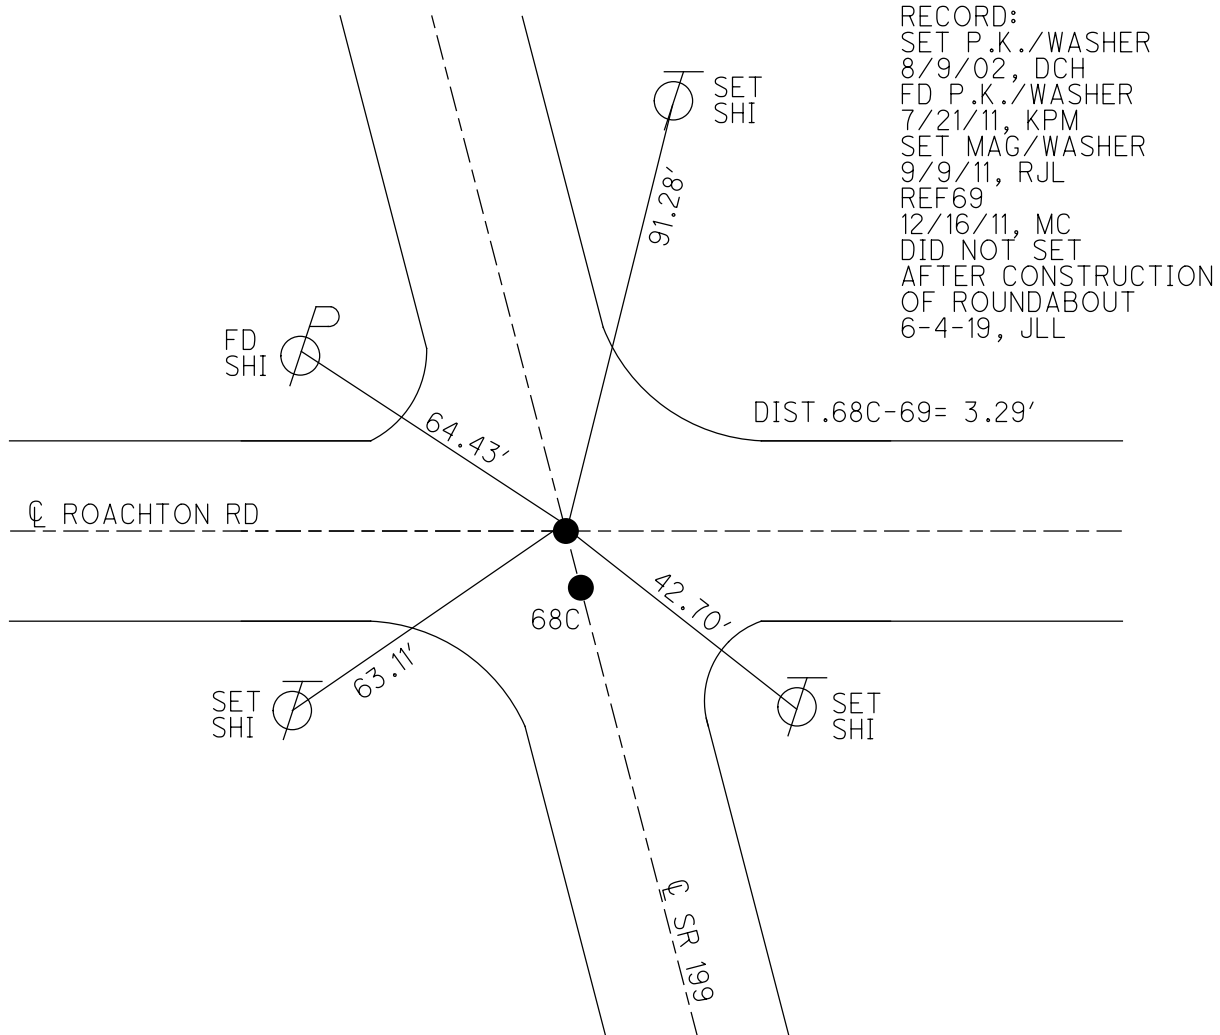 RECORD:
SET P.K./WASHER
8/9/02, DCH
FD P.K./WASHER
7/21/11, KPM
SET MAG/WASHER
9/9/11, RJL
REF69
12/16/11, MC
DID NOT SET
AFTER CONSTRUCTION
OF ROUNDABOUT
6-4-19, JLL
SET
SHI
91.28'
FD
SHI
64.43'
DIST.68C-69= 3.29'
℄ ROACHTON RD
68C
42.70'
63.11'
SET
SHI
SET
SHI
℄ SR 199